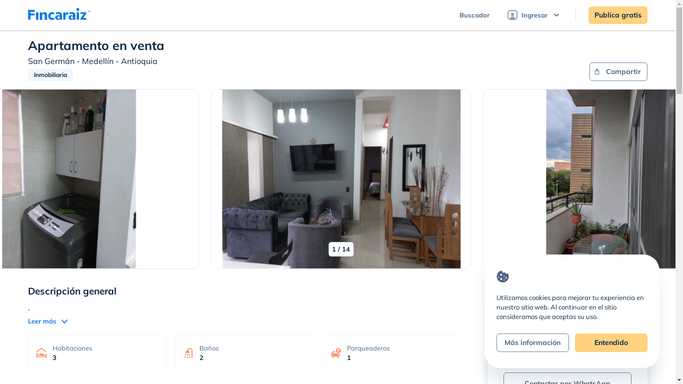 Fincaraiz
Buscador
Ingresar
Publica gratis
Apartamento en venta
San Germán - Medellín - Antioquia
Inmobiliaria
Compartir
1 / 14
Descripción general
.
Leer más
Habitaciones
3
Baños
2
Parqueaderos
1
Utilizamos cookies para mejorar tu experiencia en
nuestro sitio web. Al continuar en el sitio
consideramos que aceptas su uso.
Más información
Entendido
Contactar por WhatsApp